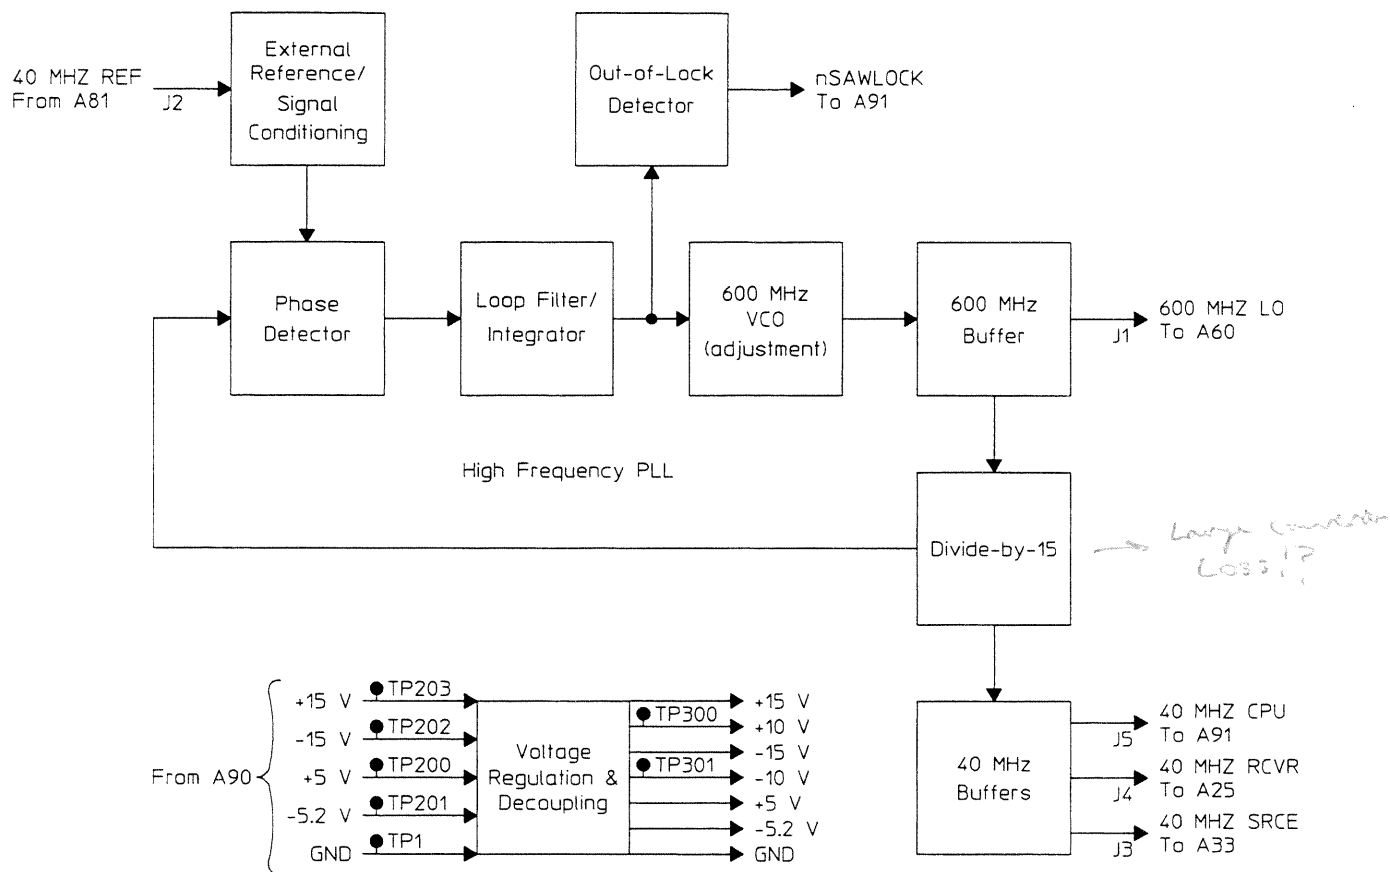 40 MHZ REF
From A81
J2
External
Reference/
Signal
Conditioning
Out-of-Lock
Detector
nSAWLOCK
To A91
Phase
Detector
Loop Filter/
Integrator
600 MHz
VCO
(adjustment)
600 MHz
Buffer
J1
600 MHZ LO
To A60
High Frequency PLL
Divide-by-15
Large
Loss!?
From A90
+15 V
TP203
-15 V
TP202
+5 V
TP200
-5.2 V
TP201
GND
TP1
Voltage
Regulation &
Decoupling
+15 V
TP300
+10 V
-15 V
TP301
-10 V
+5 V
-5.2 V
GND
40 MHz
Buffers
J5
40 MHZ CPU
To A91
J4
40 MHZ RCVR
To A25
J3
40 MHZ SRCE
To A33